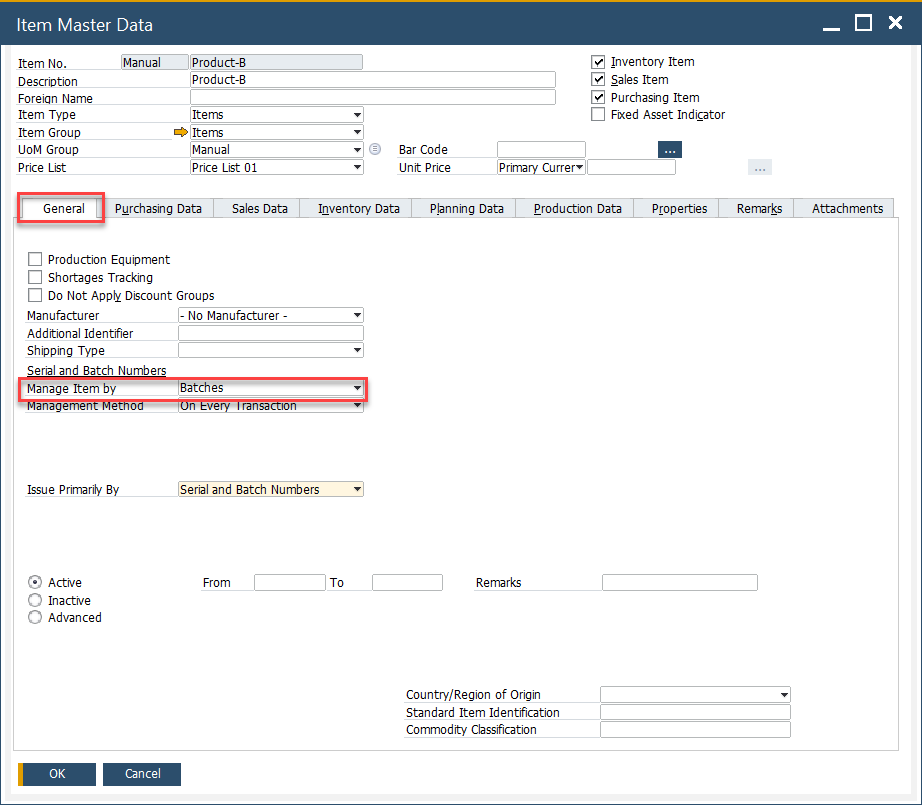 Item Master Data
Item No. Manual Product-B
Inventory Item
Description Product-B
Sales Item
Foreign Name
Purchasing Item
Item Type Items
Fixed Asset Indicator
Item Group Items
UoM Group Manual
Bar Code ...
Price List Price List 01
Unit Price Primary Curren ...
General Purchasing Data Sales Data Inventory Data Planning Data Production Data Properties Remarks Attachments
Production Equipment
Shortages Tracking
Do Not Apply Discount Groups
Manufacturer - No Manufacturer -
Additional Identifier
Shipping Type
Serial and Batch Numbers
Manage Item by Batches
Management Method On Every Transaction
Issue Primarily By Serial and Batch Numbers
Active From To Remarks
Inactive
Advanced
Country/Region of Origin
Standard Item Identification
Commodity Classification
OK Cancel